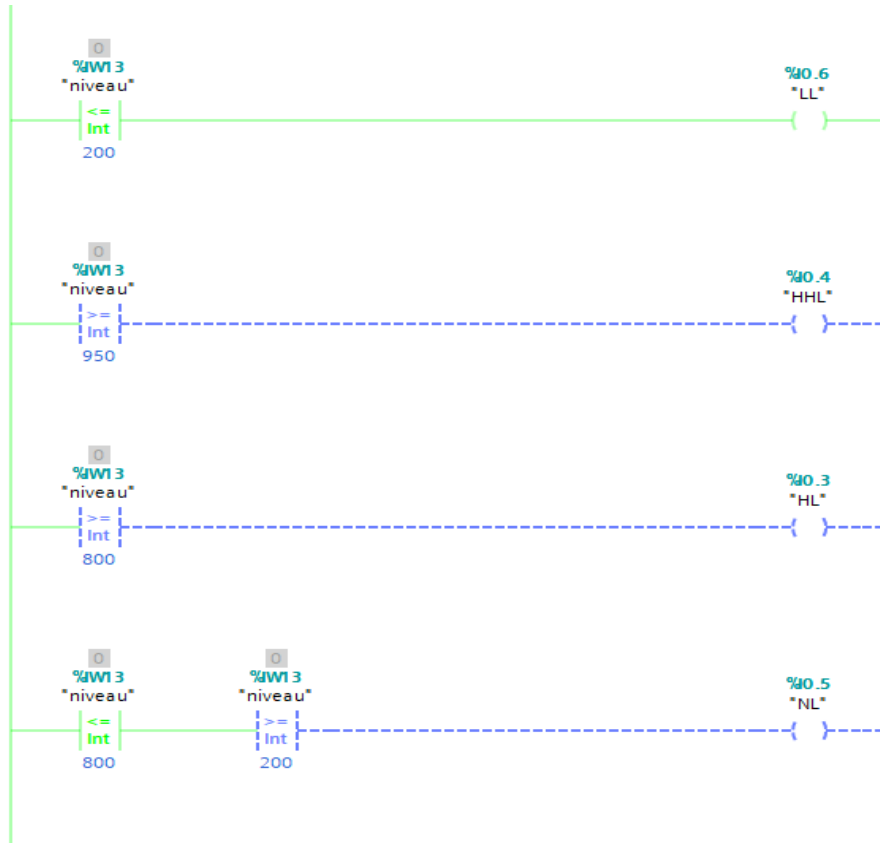 0
%IW13
"niveau"
<=
Int
200
%I0.6
"LL"
0
%IW13
"niveau"
>=
Int
950
%I0.4
"HHL"
0
%IW13
"niveau"
>=
Int
800
%I0.3
"HL"
0
%IW13
"niveau"
<=
Int
800
0
%IW13
"niveau"
>=
Int
200
%I0.5
"NL"